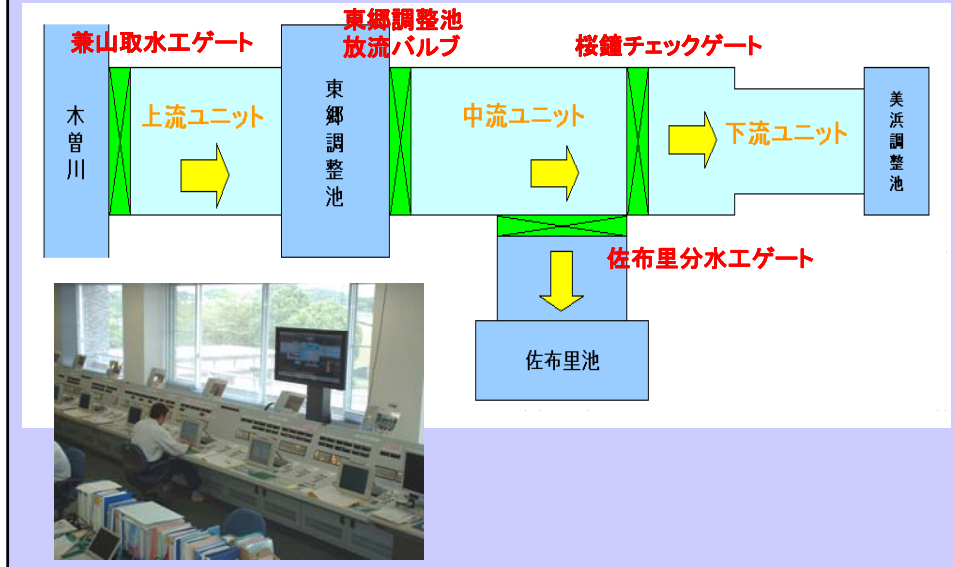 兼山取水工ゲート
東郷調整池
放流バルブ
桜鐘チェックゲート
木曽川
上流ユニット
東郷調整池
中流ユニット
下流ユニット
美浜調整池
佐布里分水工ゲート
佐布里池